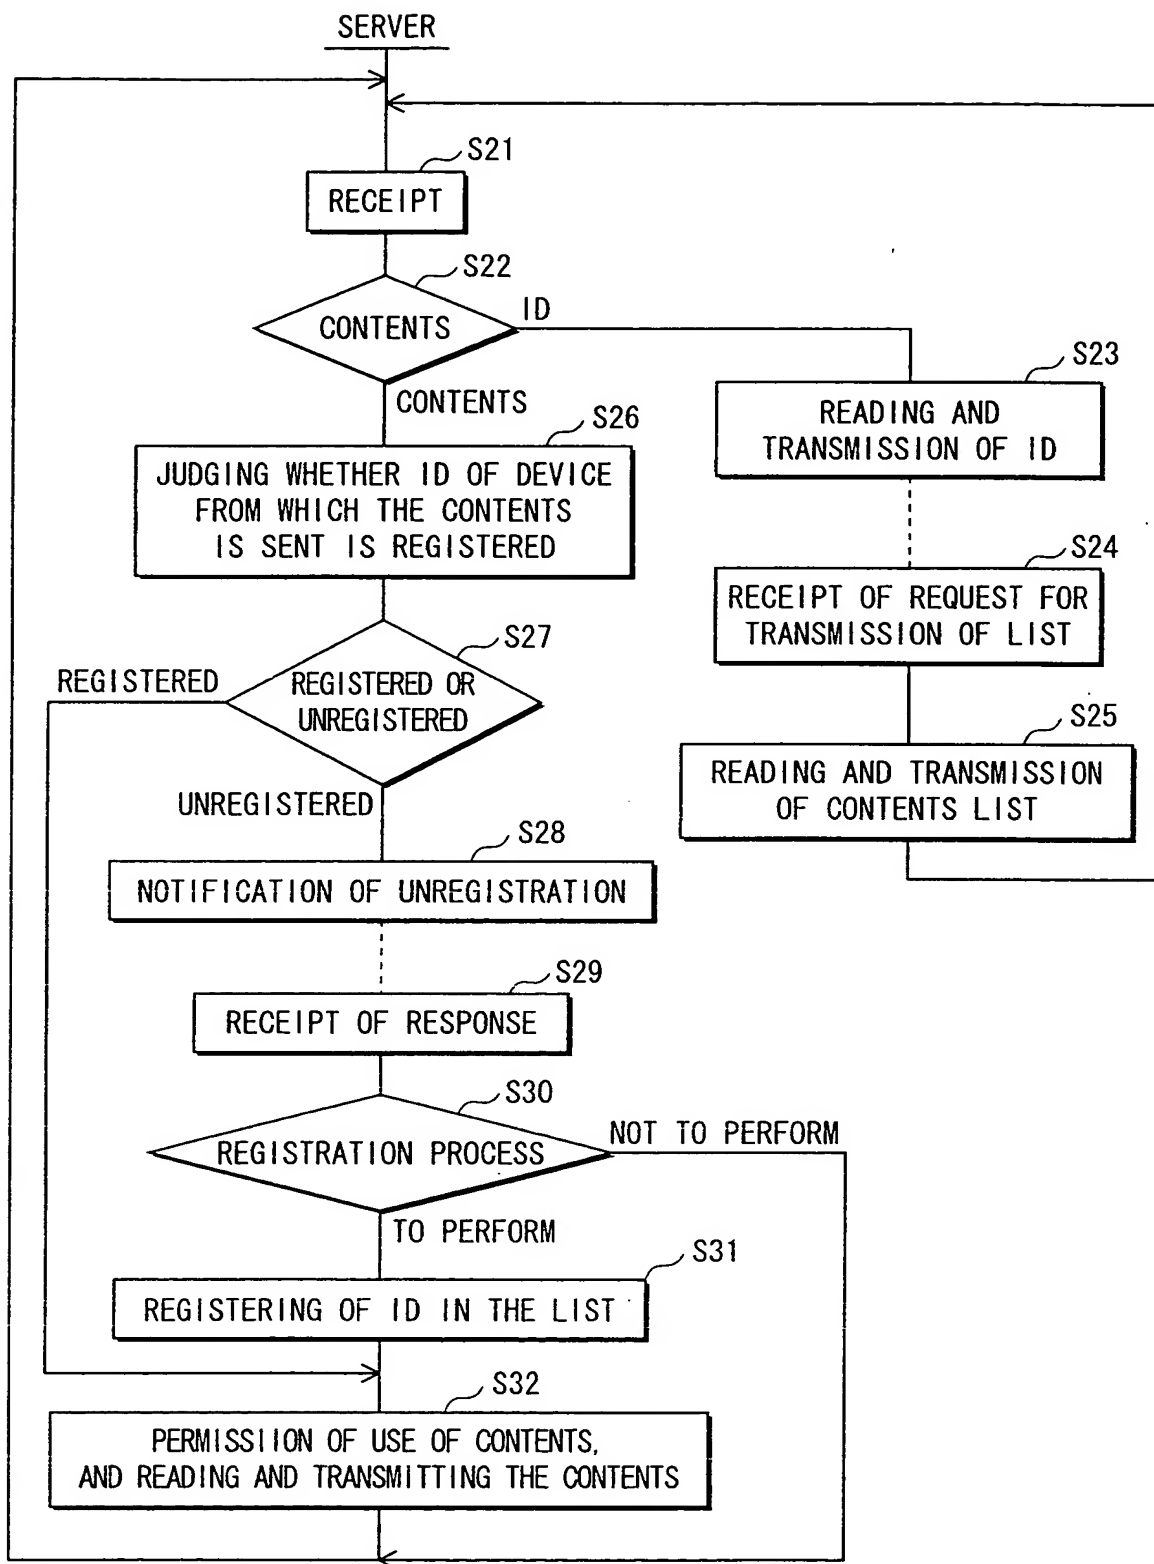 SERVER
S21
RECEIPT
S22
CONTENTS
ID
CONTENTS
S23
READING AND
TRANSMISSION OF ID
S26
JUDGING WHETHER ID OF DEVICE
FROM WHICH THE CONTENTS
IS SENT IS REGISTERED
S24
RECEIPT OF REQUEST FOR
TRANSMISSION OF LIST
S27
REGISTERED
REGISTERED OR
UNREGISTERED
S25
READING AND TRANSMISSION
OF CONTENTS LIST
UNREGISTERED
S28
NOTIFICATION OF UNREGISTRATION
S29
RECEIPT OF RESPONSE
S30
REGISTRATION PROCESS
NOT TO PERFORM
TO PERFORM
S31
REGISTERING OF ID IN THE LIST
S32
PERMISSIION OF USE OF CONTENTS,
AND READING AND TRANSMITTING THE CONTENTS